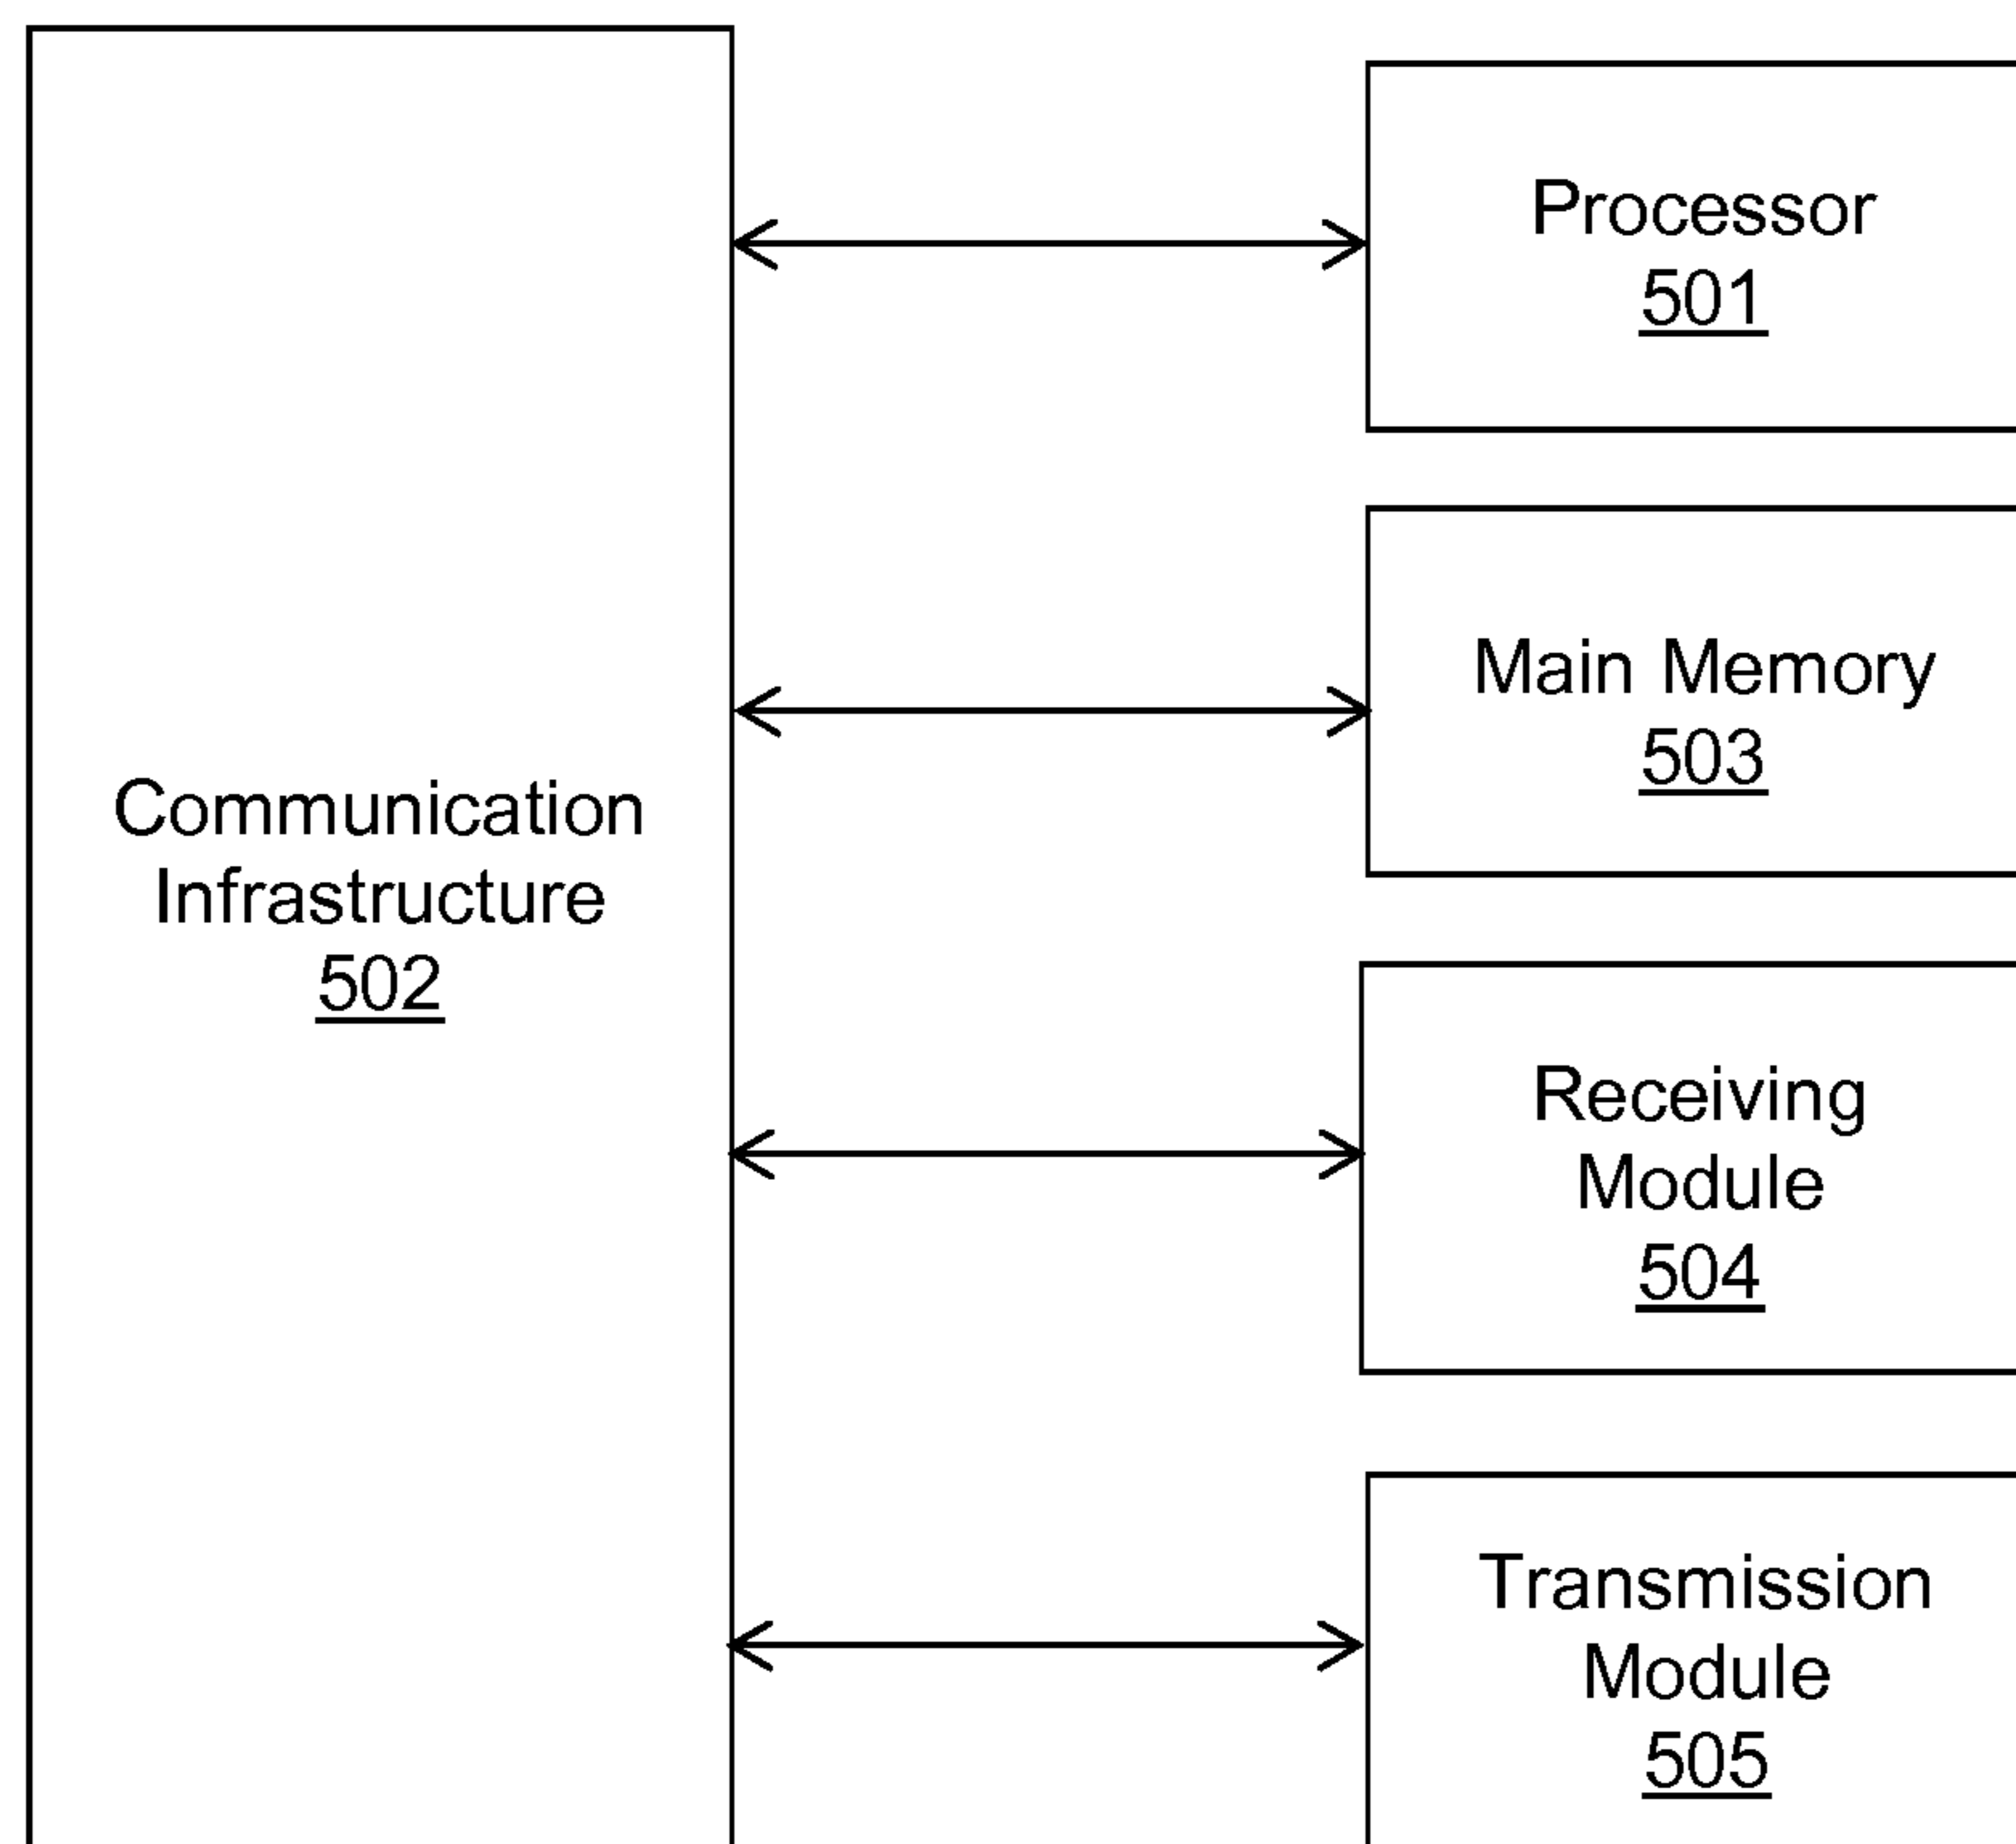 Processor
501
Main Memory
503
Communication
Infrastructure
502
Receiving
Module
504
Transmission
Module
505